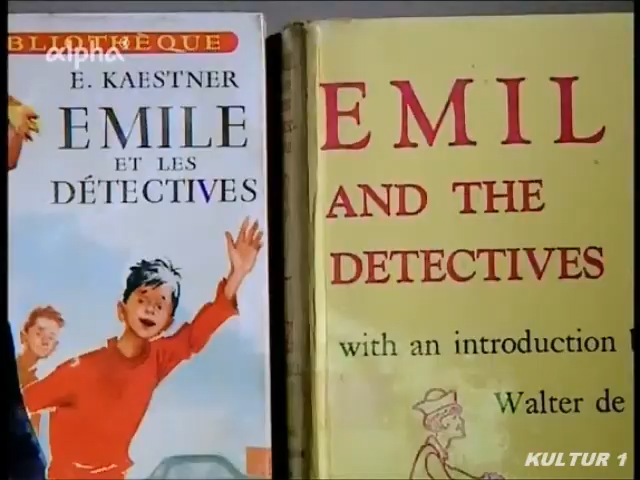 BLIOTHÈQUE
alpha
E. KAESTNER
EMILE
ET LES
DÉTECTIVES
EMIL
AND THE
DETECTIVES
with an introduction
Walter de
KULTUR 1